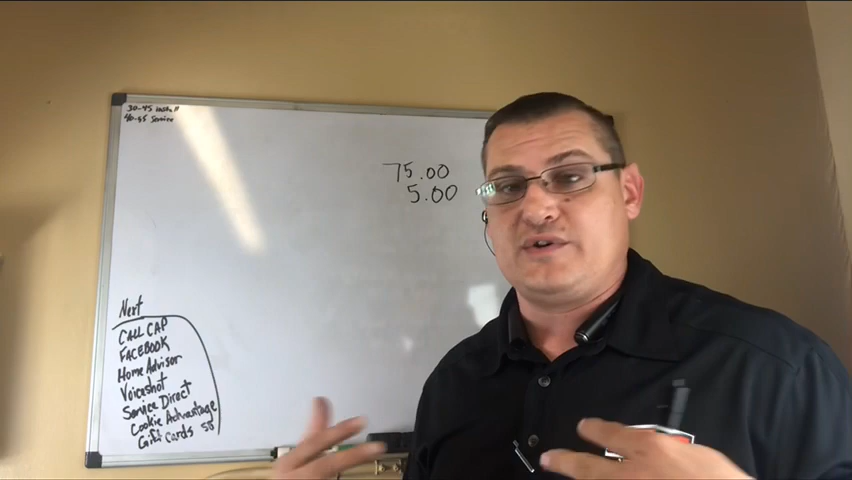 30-45 Install
40-45 Service
75.00
5.00
Next
CALL CAP
FACEBOOK
Home Advisor
Voiceshot
Service Direct
Cookie Advantage
Gift Cards